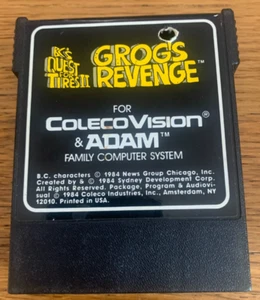 B.C.'s
QUEST
FOR
TIRES II
GROG'S
REVENGE™
FOR
COLECOVISION®
& ADAM™
FAMILY COMPUTER SYSTEM
B.C. characters © 1984 News Group Chicago, Inc.
Created by & © 1984 Sydney Development Corp.
All Rights Reserved. Package, Program & Audiovi-
sual © 1984 Coleco Industries, Inc., Amsterdam, NY
12010. Printed in USA.